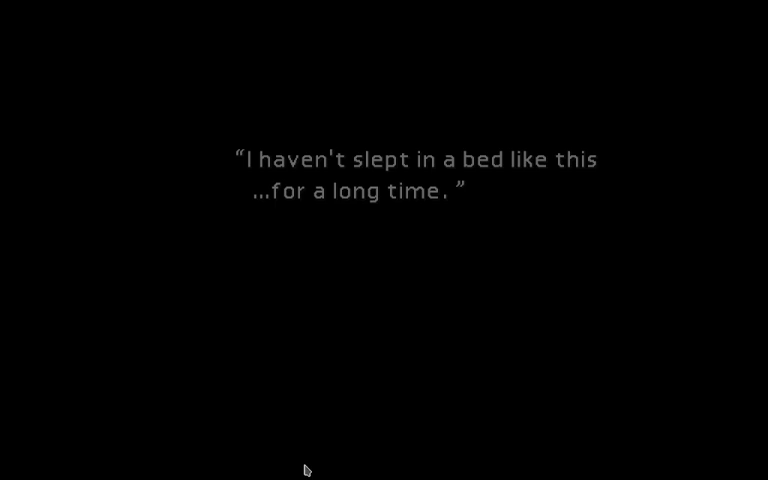 “I haven't slept in a bed like this
...for a long time. ”